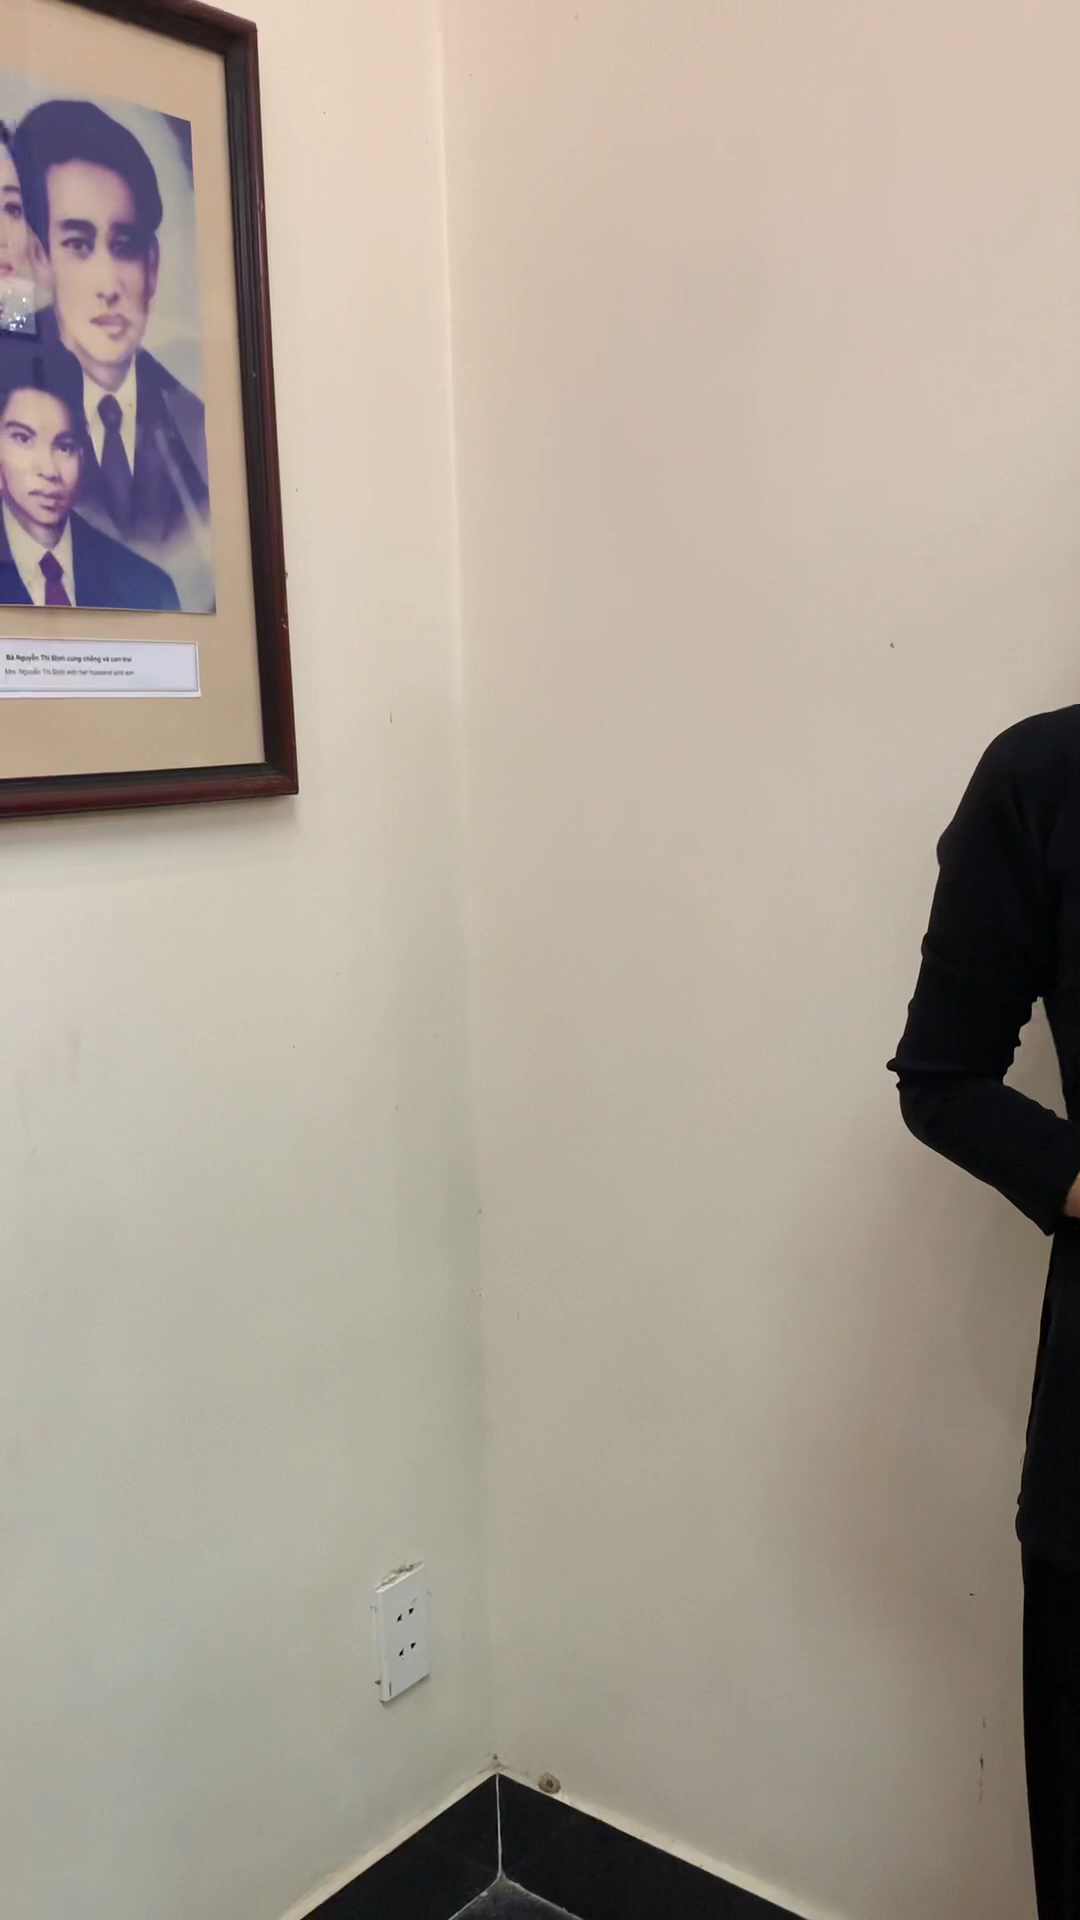 Bà Nguyễn Thị Định cùng chồng và con trai
Mrs. Nguyễn Thị Định with her husband and son